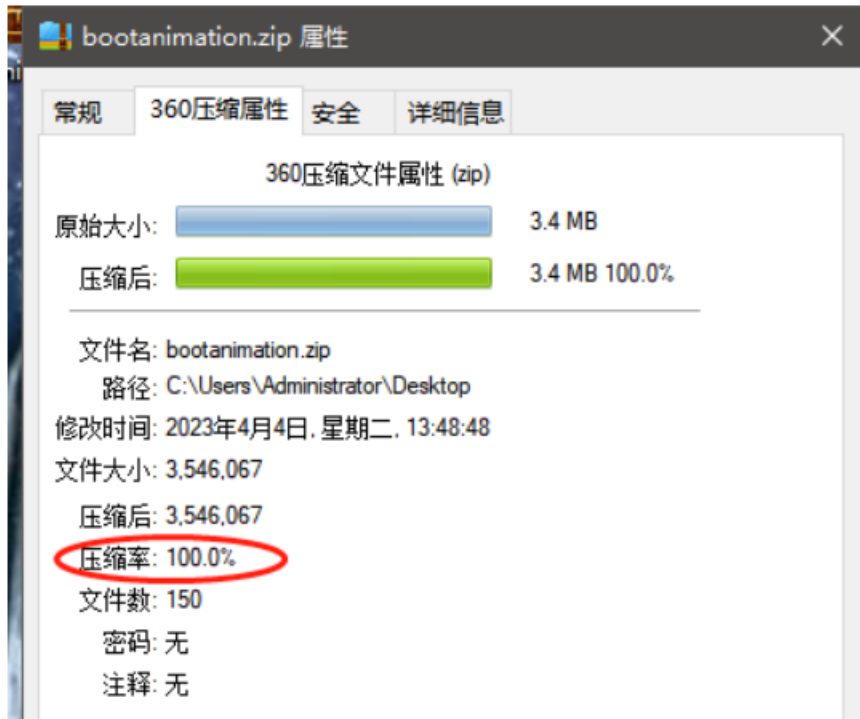 bootanimation.zip 属性
常规 360压缩属性 安全 详细信息
360压缩文件属性 (zip)
原始大小: 3.4 MB
压缩后: 3.4 MB 100.0%
文件名: bootanimation.zip
路径: C:\Users\Administrator\Desktop
修改时间: 2023年4月4日, 星期二, 13:48:48
文件大小: 3,546,067
压缩后: 3,546,067
压缩率: 100.0%
文件数: 150
密码: 无
注释: 无